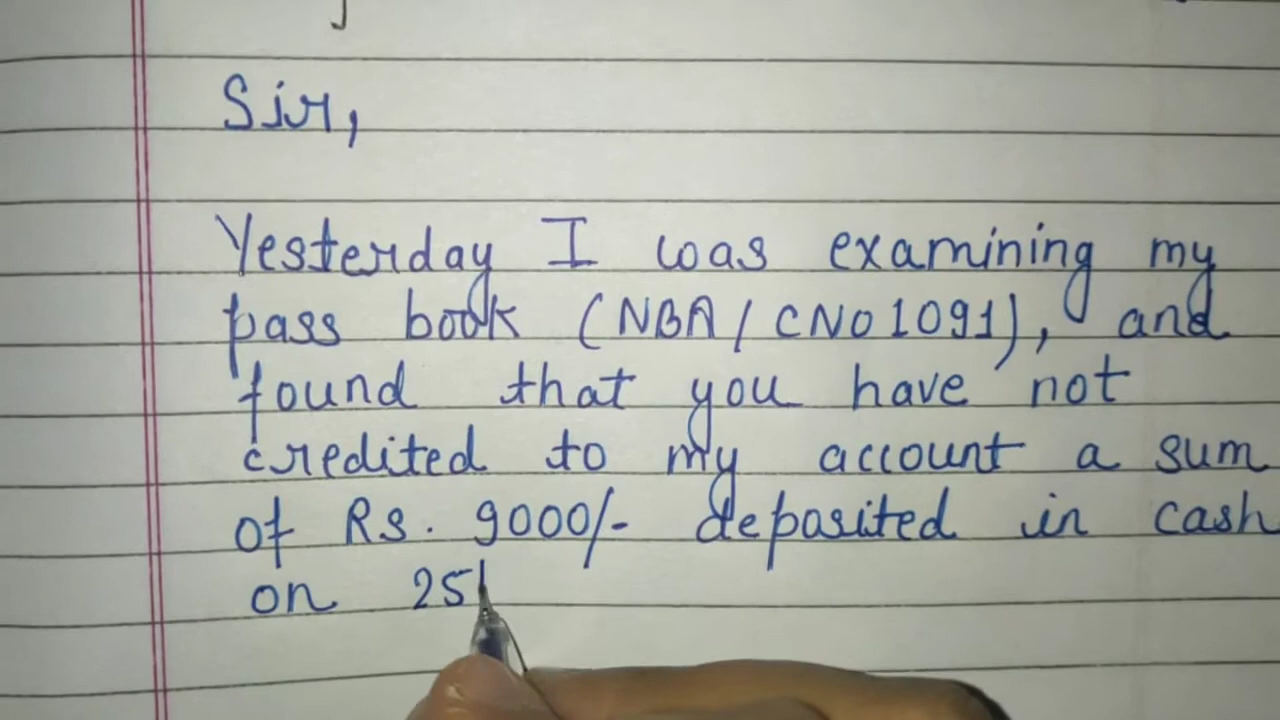 Sir,
Yesterday I was examining my
pass book (NBA/CNO1091), and
found that you have not
credited to my account a sum
of Rs. 9000/- deposited in cash
on 25